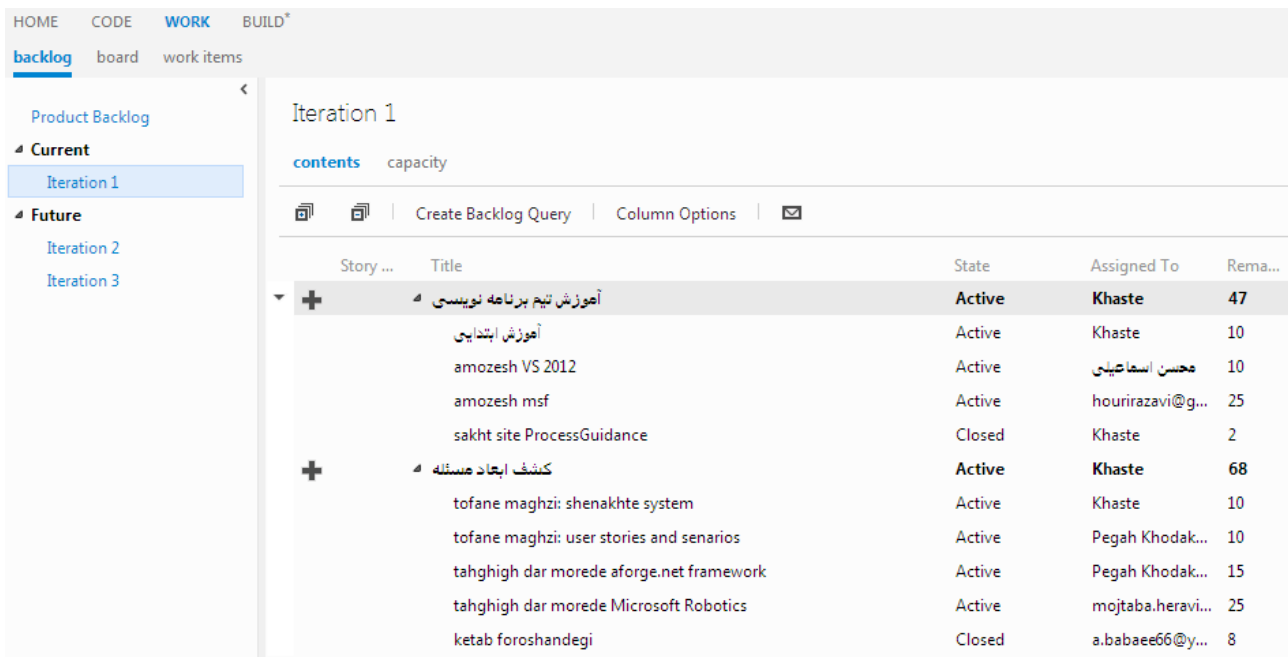 HOME CODE WORK BUILD*
backlog board work items
Product Backlog
Current
Iteration 1
Future
Iteration 2
Iteration 3
Iteration 1
contents capacity
Create Backlog Query Column Options
Story ... Title State Assigned To Rema...
آموزش تیم برنامه نویسی Active Khaste 47
آموزش ابتدایی Active Khaste 10
amozesh VS 2012 Active محسن اسماعیلی 10
amozesh msf Active hourirazavi@g... 25
sakht site ProcessGuidance Closed Khaste 2
کشف ابعاد مسئله Active Khaste 68
tofane maghzi: shenakhte system Active Khaste 10
tofane maghzi: user stories and senarios Active Pegah Khodak... 10
tahghigh dar morede aforge.net framework Active Pegah Khodak... 15
tahghigh dar morede Microsoft Robotics Active mojtaba.heravi... 25
ketab foroshandegi Closed a.babaee66@y... 8